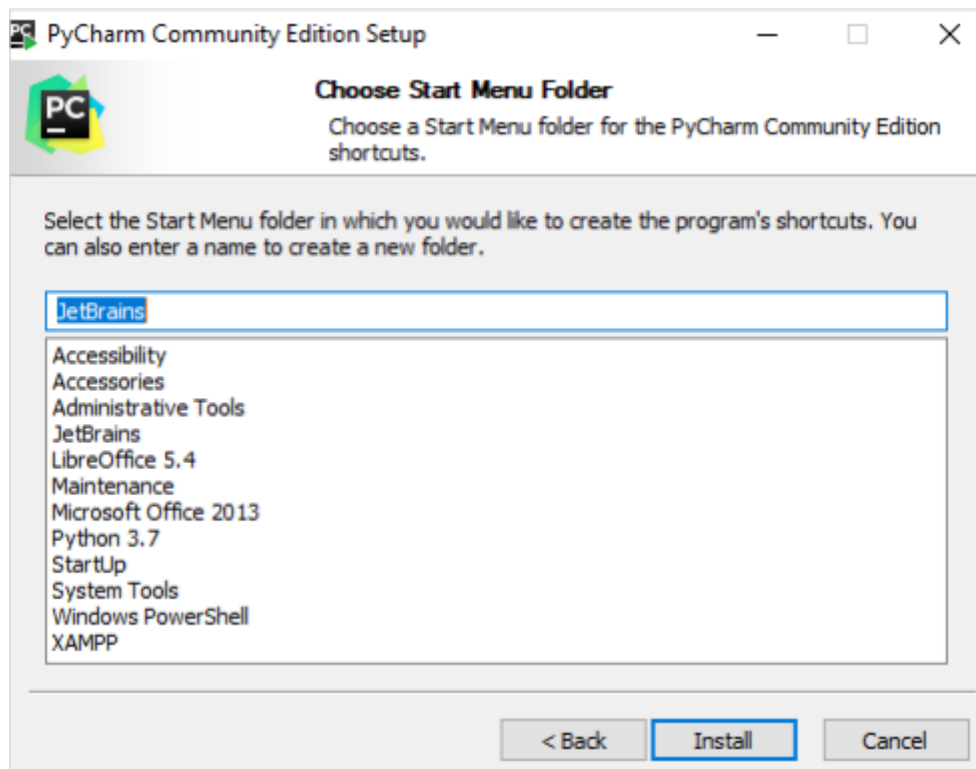 PyCharm Community Edition Setup
PC
Choose Start Menu Folder
Choose a Start Menu folder for the PyCharm Community Edition
shortcuts.
Select the Start Menu folder in which you would like to create the program's shortcuts. You
can also enter a name to create a new folder.
JetBrains
Accessibility
Accessories
Administrative Tools
JetBrains
LibreOffice 5.4
Maintenance
Microsoft Office 2013
Python 3.7
StartUp
System Tools
Windows PowerShell
XAMPP
< Back
Install
Cancel